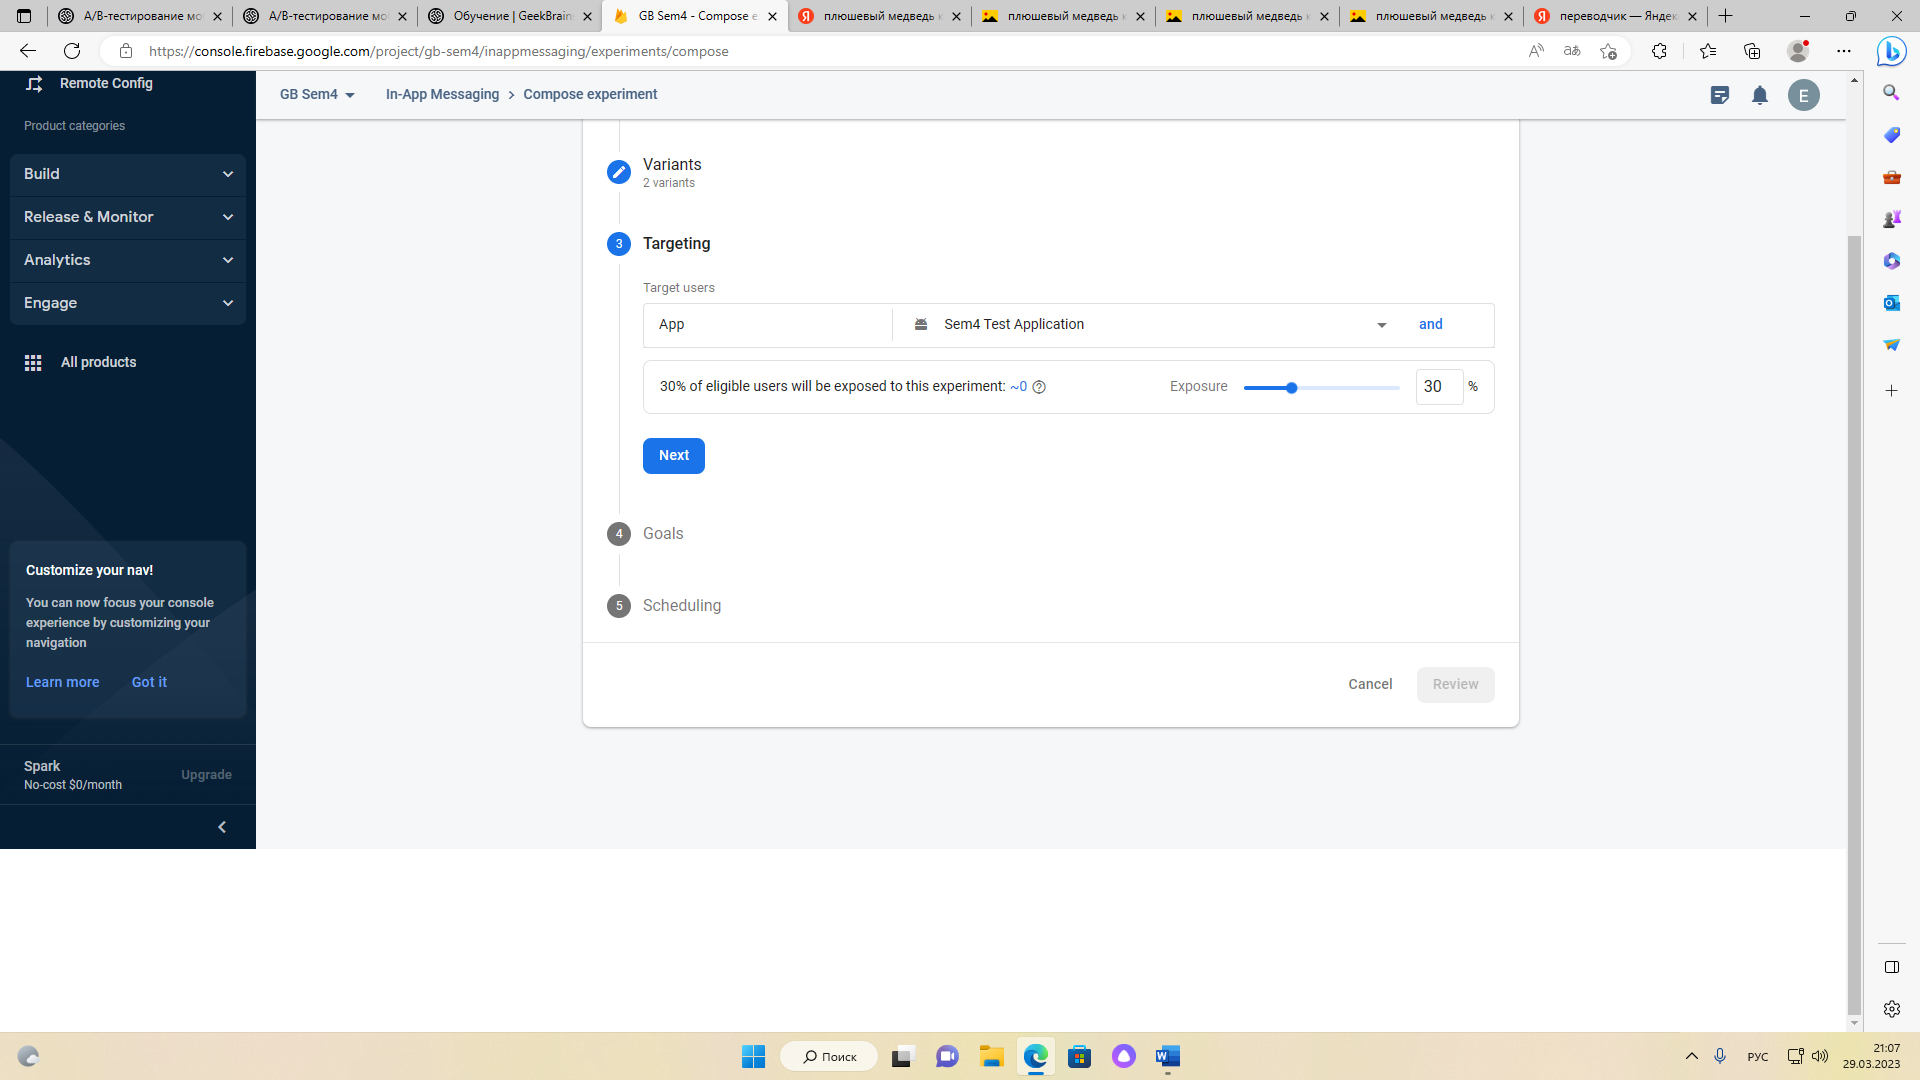 А/В-тестирование мо
А/В-тестирование мо
Обучение | GeekBrain
GB Sem4 - Compose e
плюшевый медведь к
плюшевый медведь к
плюшевый медведь к
плюшевый медведь к
переводчик — Яндек
https://console.firebase.google.com/project/gb-sem4/inappmessaging/experiments/compose
Remote Config
Product categories
Build
Release & Monitor
Analytics
Engage
All products
Customize your nav!
You can now focus your console
experience by customizing your
navigation
Learn more Got it
Spark
No-cost $0/month
Upgrade
GB Sem4 In-App Messaging > Compose experiment
E
Variants
2 variants
3 Targeting
Target users
App Sem4 Test Application and
30% of eligible users will be exposed to this experiment: ~0 Exposure 30 %
Next
4 Goals
5 Scheduling
Cancel Review
Поиск
РУС
21:07
29.03.2023